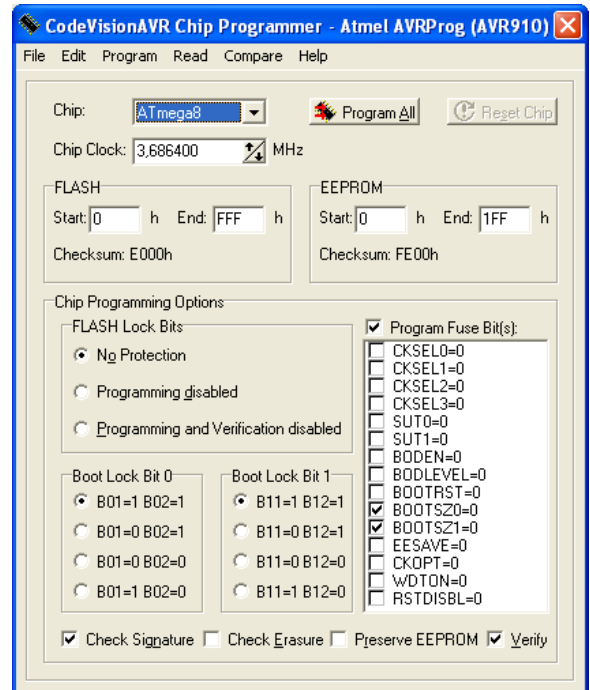 CodeVisionAVR Chip Programmer - Atmel AVRProg (AVR910)
File Edit Program Read Compare Help
Chip: ATmega8 Program All Reset Chip
Chip Clock: 3,686400 MHz
FLASH
Start: 0 h End: FFF h
Checksum: E000h
EEPROM
Start: 0 h End: 1FF h
Checksum: FE00h
Chip Programming Options
FLASH Lock Bits
No Protection
Programming disabled
Programming and Verification disabled
Boot Lock Bit 0
B01=1 B02=1
B01=0 B02=1
B01=0 B02=0
B01=1 B02=0
Boot Lock Bit 1
B11=1 B12=1
B11=0 B12=1
B11=0 B12=0
B11=1 B12=0
Program Fuse Bit(s):
CKSEL0=0
CKSEL1=0
CKSEL2=0
CKSEL3=0
SUT0=0
SUT1=0
BODEN=0
BODLEVEL=0
BOOTRST=0
BOOTSZ0=0
BOOTSZ1=0
EESAVE=0
CKOPT=0
WDTON=0
RSTDISBL=0
Check Signature Check Erasure Preserve EEPROM Verify